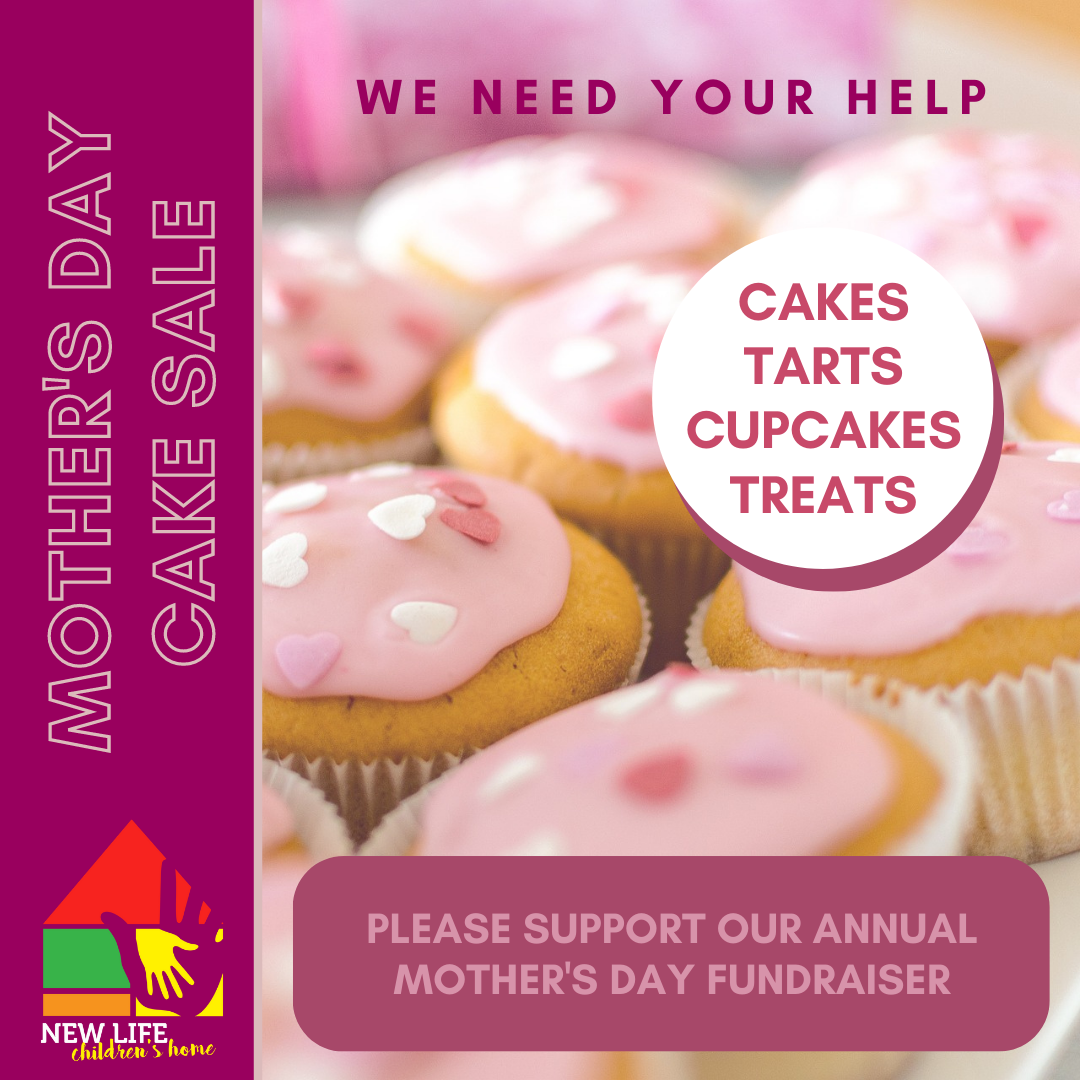 MOTHER'S DAY
CAKE SALE
WE NEED YOUR HELP
CAKES
TARTS
CUPCAKES
TREATS
PLEASE SUPPORT OUR ANNUAL
MOTHER'S DAY FUNDRAISER
NEW LIFE
children's home